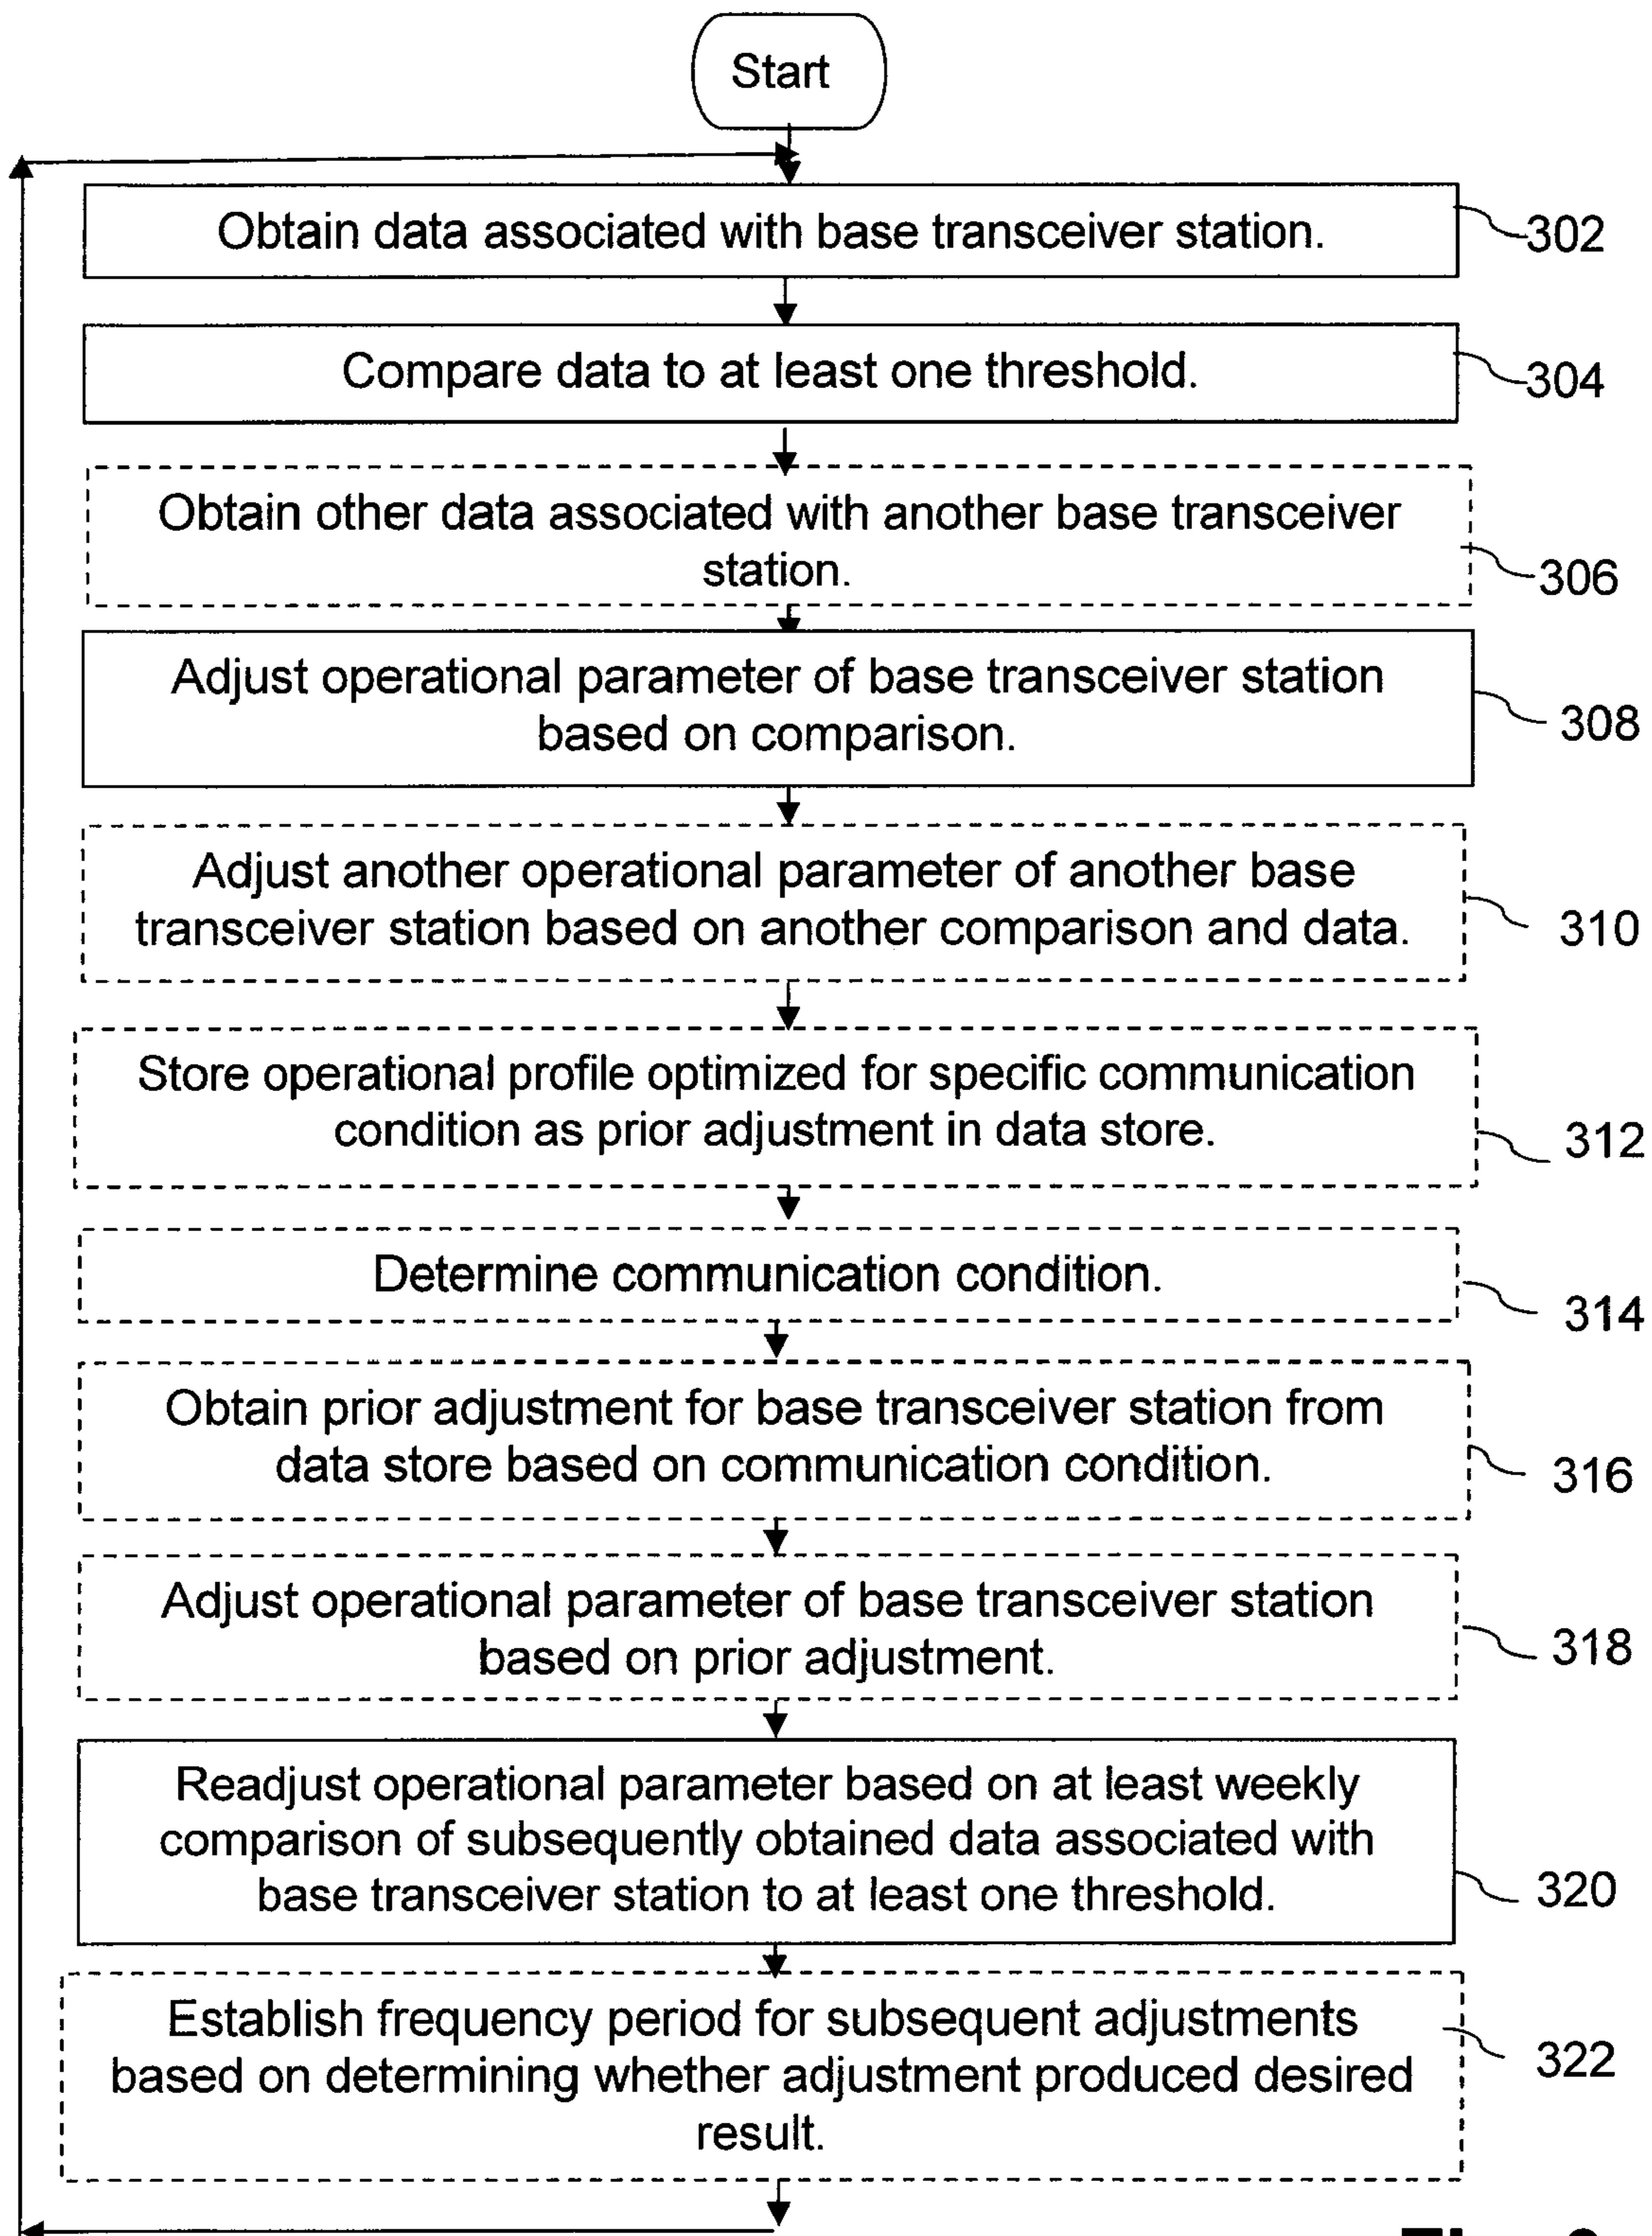 Start
Obtain data associated with base transceiver station.
302
Compare data to at least one threshold.
304
Obtain other data associated with another base transceiver
station.
306
Adjust operational parameter of base transceiver station
based on comparison.
308
Adjust another operational parameter of another base
transceiver station based on another comparison and data.
310
Store operational profile optimized for specific communication
condition as prior adjustment in data store.
312
Determine communication condition.
314
Obtain prior adjustment for base transceiver station from
data store based on communication condition.
316
Adjust operational parameter of base transceiver station
based on prior adjustment.
318
Readjust operational parameter based on at least weekly
comparison of subsequently obtained data associated with
base transceiver station to at least one threshold.
320
Establish frequency period for subsequent adjustments
based on determining whether adjustment produced desired
result.
322